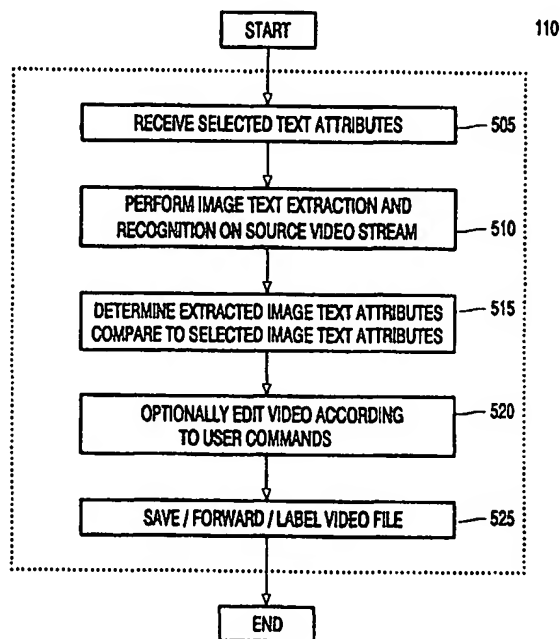 START
110
RECEIVE SELECTED TEXT ATTRIBUTES
505
PERFORM IMAGE TEXT EXTRACTION AND
RECOGNITION ON SOURCE VIDEO STREAM
510
DETERMINE EXTRACTED IMAGE TEXT ATTRIBUTES
COMPARE TO SELECTED IMAGE TEXT ATTRIBUTES
515
OPTIONALLY EDIT VIDEO ACCORDING
TO USER COMMANDS
520
SAVE / FORWARD / LABEL VIDEO FILE
525
END